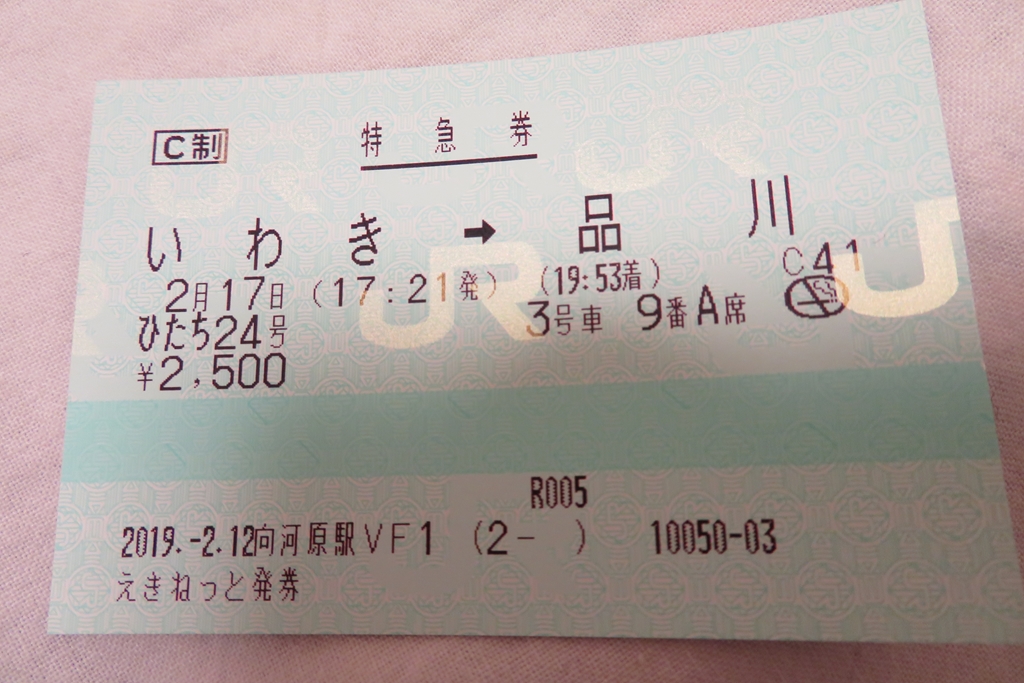 C制 特急券
いわき → 品川
2月17日 (17:21発) (19:53着) C41
ひたち24号 3号車 9番A席
¥2,500
R005
2019.-2.12向河原駅VF1 (2- ) 10050-03
えきねっと発券